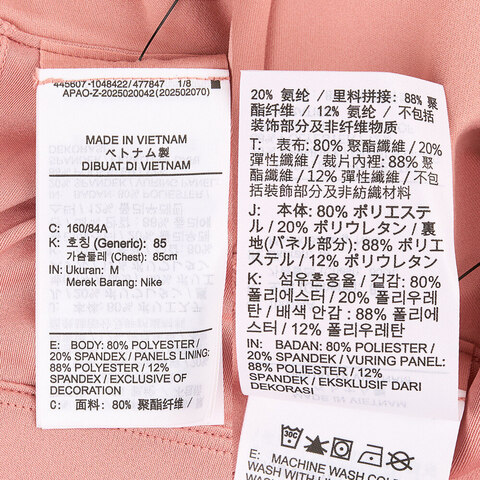 445607-1048422/ 477847 1/8
APAO-Z-2025020042 (202502070)
MADE IN VIETNAM
ベトナム製
DIBUAT DI VIETNAM
C: 160/84A
K: 호칭 (Generic): 85
가슴둘레 (Chest): 85cm
IN: Ukuran: M
Merek Barang: Nike
E: BODY: 80% POLYESTER/
20% SPANDEX / PANELS LINING:
88% POLYESTER/ 12%
SPANDEX / EXCLUSIVE OF
DECORATION
C: 面料: 80% 聚酯纤维 /
20% 氨纶 / 里料拼接: 88% 聚
酯纤维 / 12% 氨纶 / 不包括
装饰部分及非纤维物质
T: 表布: 80% 聚酯纖維 / 20%
彈性纖維 / 裁片內裡: 88% 聚
酯纖維 / 12% 彈性纖維 / 不包
括裝飾部分及非紡織材料
J: 本体: 80% ポリエステ
ル / 20% ポリウレタン / 裏
地 (パネル部分): 88% ポリエ
ステル / 12% ポリウレタン
K: 섬유혼용율 / 겉감: 80%
폴리에스터 / 20% 폴리우레탄
/ 배색 안감 : 88% 폴리에스
터 / 12% 폴리우레탄
IN: BADAN: 80% POLIESTER /
20% SPANDEK / VURING PANEL:
88% POLIESTER / 12%
SPANDEK / EKSKLUSIF DARI
DEKORASI
MADE IN VIETNAM
30C
E: MACHINE WASH COLD
WASH WITH LIKE